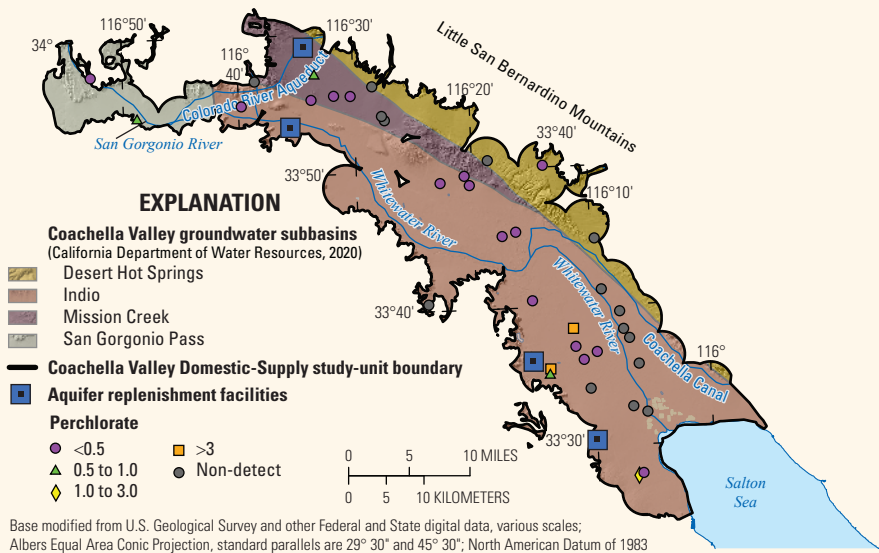 116°50'
116°30'
34°
116°
40'
Little San Bernardino Mountains
Colorado River Aqueduct
116°20'
San Gorgonio River
33°40'
33°50'
116°10'
EXPLANATION
Whitewater River
Coachella Valley groundwater subbasins
(California Department of Water Resources, 2020)
Desert Hot Springs
Indio
Mission Creek
San Gorgonio Pass
Whitewater River
33°40'
Coachella Canal
116°
Coachella Valley Domestic-Supply study-unit boundary
Aquifer replenishment facilities
Perchlorate
<0.5
0.5 to 1.0
1.0 to 3.0
>3
Non-detect
33°30'
0 5 10 MILES
0 5 10 KILOMETERS
Salton
Sea
Base modified from U.S. Geological Survey and other Federal and State digital data, various scales;
Albers Equal Area Conic Projection, standard parallels are 29° 30" and 45° 30"; North American Datum of 1983